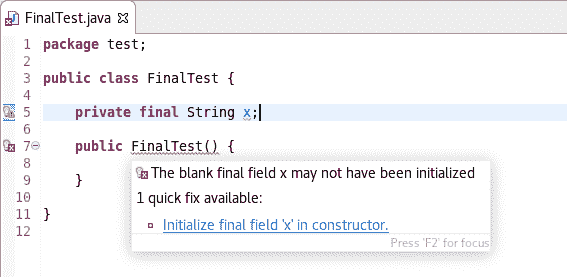 FinalTest.java
1 package test;
2
3 public class FinalTest {
4
5 private final String x;
6
7 public FinalTest() {
8
The blank final field x may not have been initialized
9 }
1 quick fix available:
10
11 }
Initialize final field 'x' in constructor.
12
Press 'F2' for focus